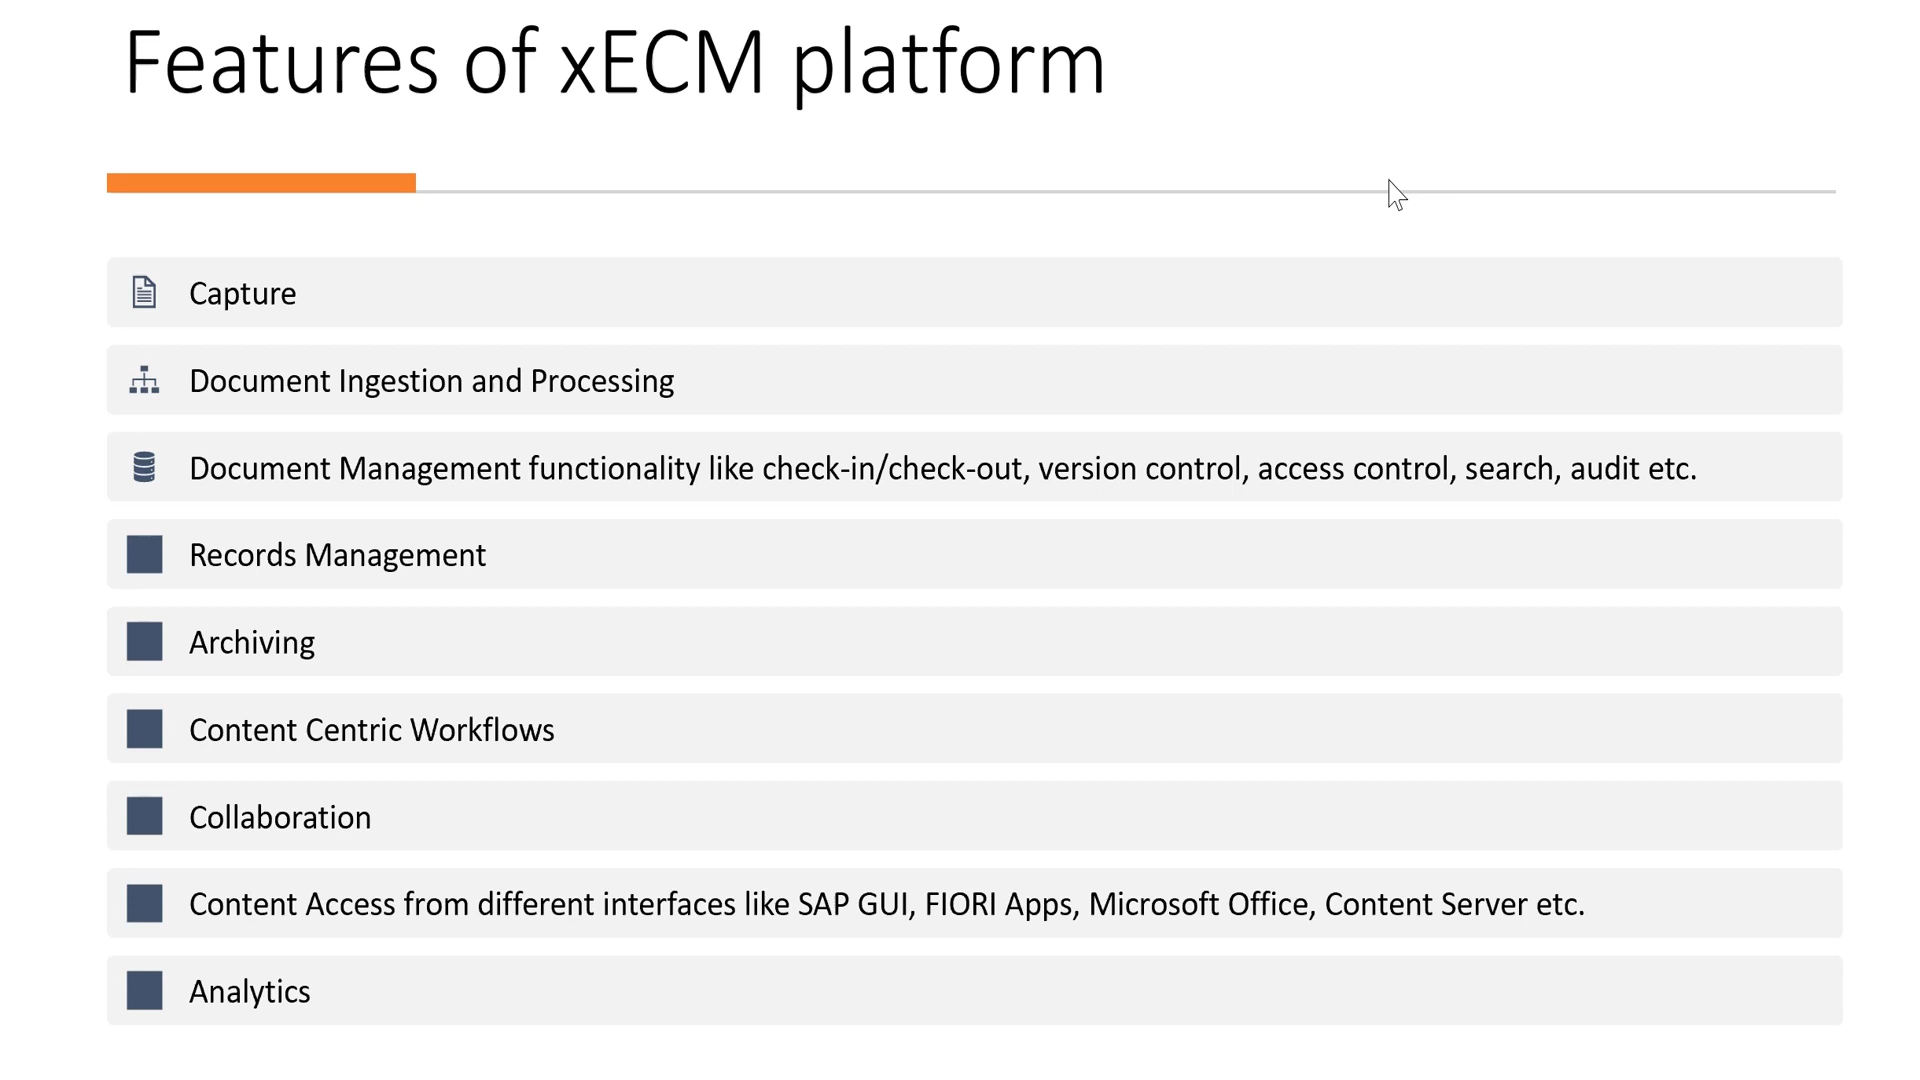 Features of xECM platform
Capture
Document Ingestion and Processing
Document Management functionality like check-in/check-out, version control, access control, search, audit etc.
Records Management
Archiving
Content Centric Workflows
Collaboration
Content Access from different interfaces like SAP GUI, FIORI Apps, Microsoft Office, Content Server etc.
Analytics